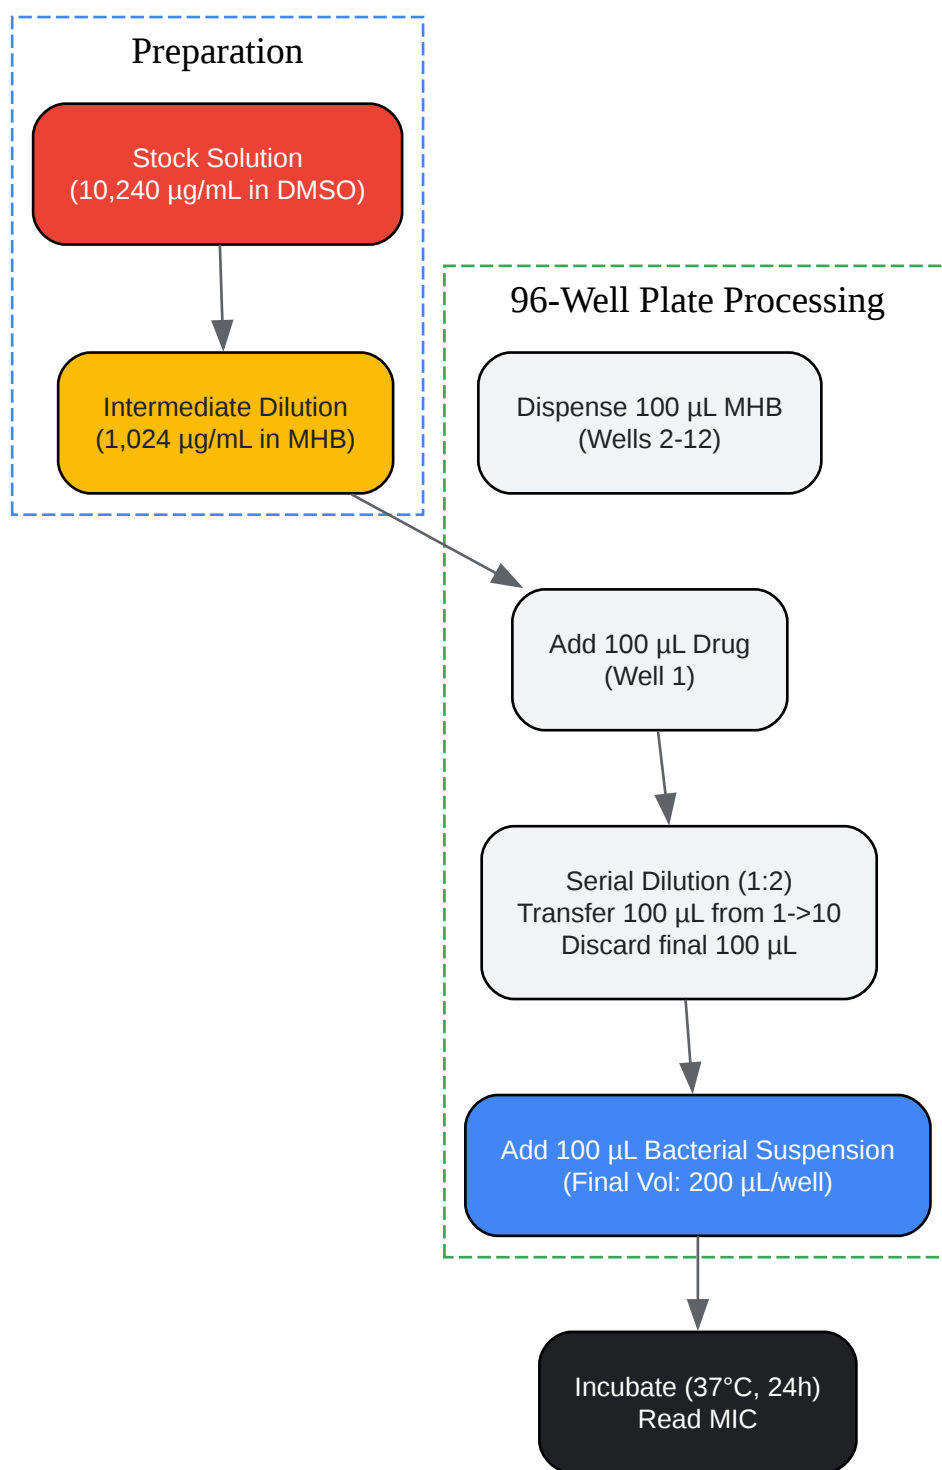 Preparation
Stock Solution
(10,240 µg/mL in DMSO)
Intermediate Dilution
(1,024 µg/mL in MHB)
96-Well Plate Processing
Dispense 100 µL MHB
(Wells 2-12)
Add 100 µL Drug
(Well 1)
Serial Dilution (1:2)
Transfer 100 µL from 1->10
Discard final 100 µL
Add 100 µL Bacterial Suspension
(Final Vol: 200 µL/well)
Incubate (37°C, 24h)
Read MIC